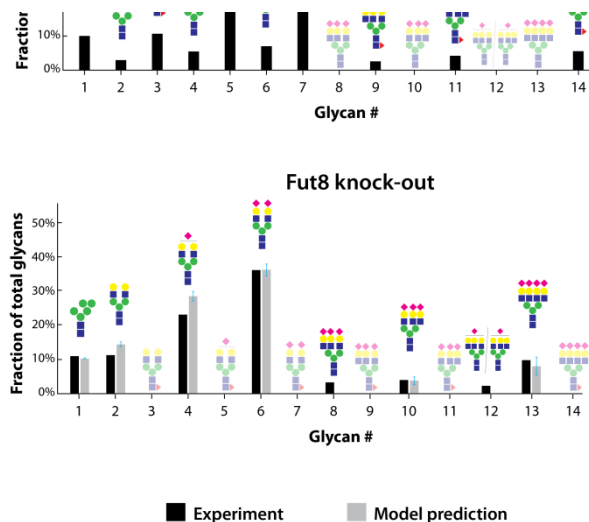 Fraction
10%
0%
1 2 3 4 5 6 7 8 9 10 11 12 13 14
Glycan #
Fut8 knock-out
Fraction of total glycans
50%
40%
30%
20%
10%
0%
1 2 3 4 5 6 7 8 9 10 11 12 13 14
Glycan #
Experiment Model prediction